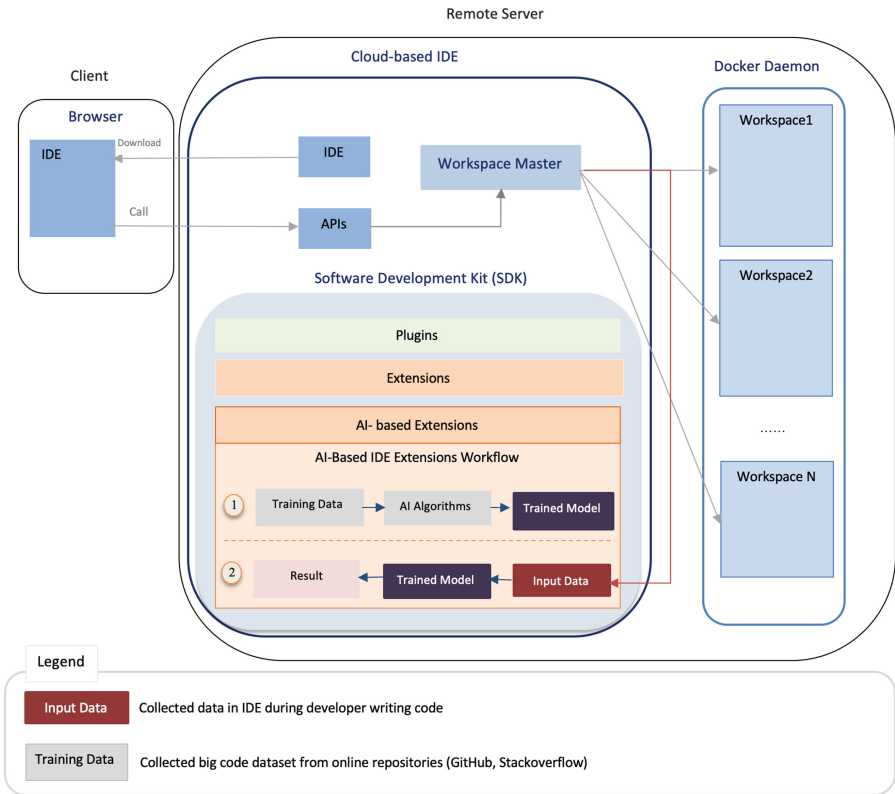 Remote Server
Cloud-based IDE
Docker Daemon
Client
Browser
IDE
Download
Call
IDE
APIs
Workspace Master
Workspace1
Workspace2
......
Workspace N
Software Development Kit (SDK)
Plugins
Extensions
AI- based Extensions
AI-Based IDE Extensions Workflow
1
Training Data
AI Algorithms
Trained Model
2
Result
Trained Model
Input Data
Legend
Input Data
Collected data in IDE during developer writing code
Training Data
Collected big code dataset from online repositories (GitHub, Stackoverflow)